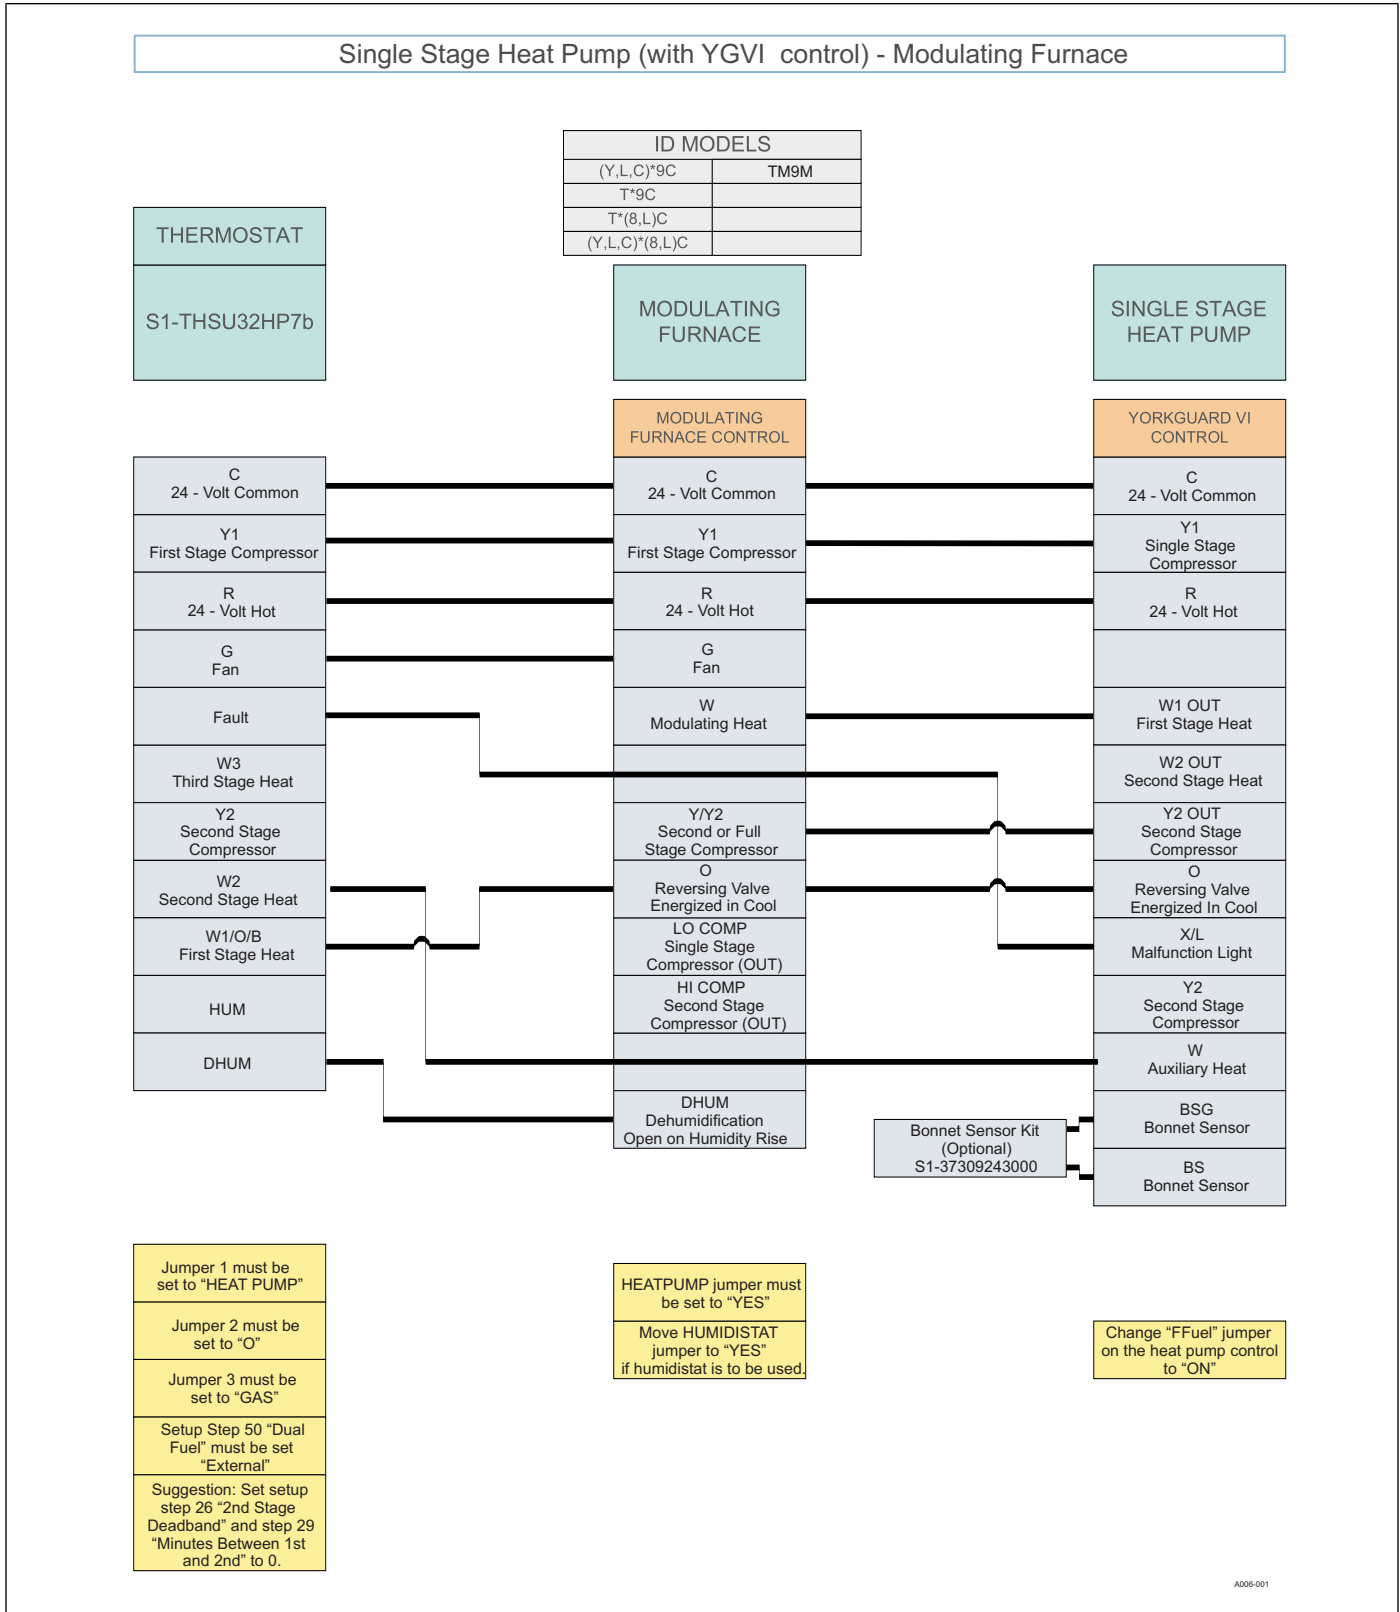 Single Stage Heat Pump (with YGVI control) - Modulating Furnace
ID MODELS
(Y,L,C)*9C TM9M
T*9C
T*(8,L)C
(Y,L,C)*(8,L)C
THERMOSTAT
S1-THSU32HP7b
MODULATING
FURNACE
SINGLE STAGE
HEAT PUMP
MODULATING
FURNACE CONTROL
YORKGUARD VI
CONTROL
C
24 - Volt Common
Y1
First Stage Compressor
R
24 - Volt Hot
G
Fan
Fault
W3
Third Stage Heat
Y2
Second Stage
Compressor
W2
Second Stage Heat
W1/O/B
First Stage Heat
HUM
DHUM
C
24 - Volt Common
Y1
First Stage Compressor
R
24 - Volt Hot
G
Fan
W
Modulating Heat
Y/Y2
Second or Full
Stage Compressor
O
Reversing Valve
Energized in Cool
LO COMP
Single Stage
Compressor (OUT)
HI COMP
Second Stage
Compressor (OUT)
DHUM
Dehumidification
Open on Humidity Rise
C
24 - Volt Common
Y1
Single Stage
Compressor
R
24 - Volt Hot
W1 OUT
First Stage Heat
W2 OUT
Second Stage Heat
Y2 OUT
Second Stage
Compressor
O
Reversing Valve
Energized In Cool
X/L
Malfunction Light
Y2
Second Stage
Compressor
W
Auxiliary Heat
BSG
Bonnet Sensor
BS
Bonnet Sensor
Bonnet Sensor Kit
(Optional)
S1-37309243000
Jumper 1 must be
set to “HEAT PUMP”
Jumper 2 must be
set to “O”
Jumper 3 must be
set to “GAS”
Setup Step 50 “Dual
Fuel” must be set
“External”
Suggestion: Set setup
step 26 “2nd Stage
Deadband” and step 29
“Minutes Between 1st
and 2nd” to 0.
HEATPUMP jumper must
be set to “YES”
Move HUMIDISTAT
jumper to “YES”
if humidistat is to be used.
Change “FFuel” jumper
on the heat pump control
to “ON”
A006-001